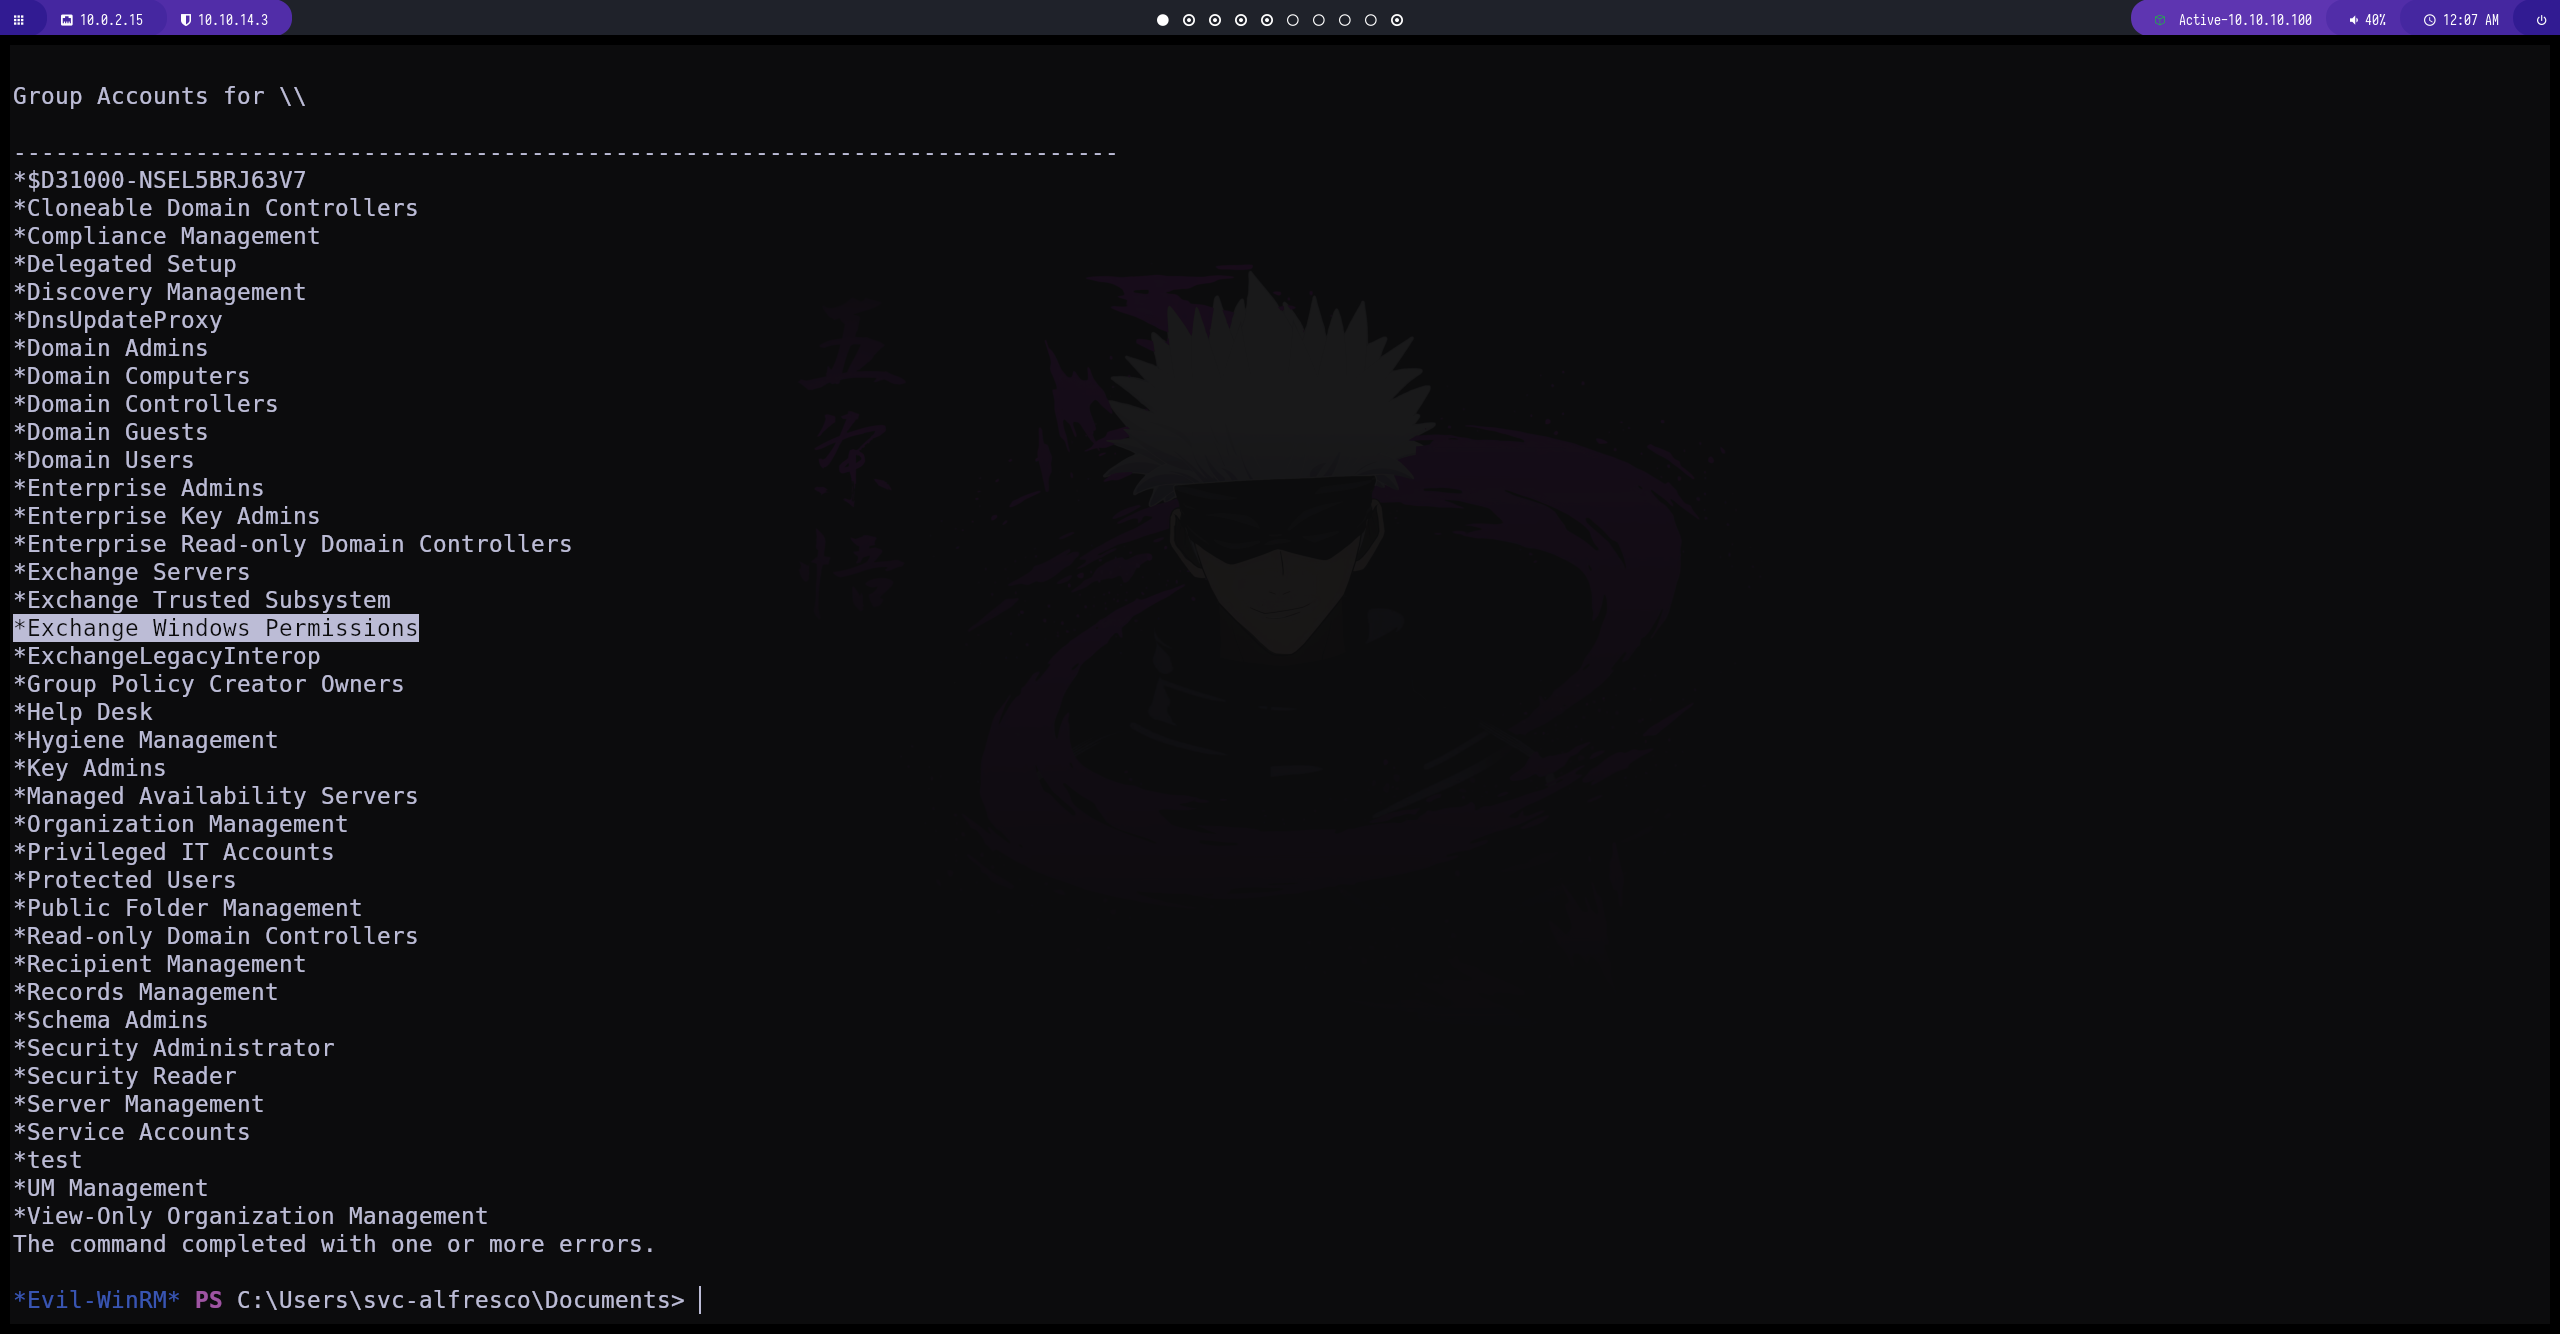 10.0.2.15 10.10.14.3 Active-10.10.10.100 40% 12:07 AM
Group Accounts for \\
-------------------------------------------------------------------------------
*$D31000-NSEL5BRJ63V7
*Cloneable Domain Controllers
*Compliance Management
*Delegated Setup
*Discovery Management
*DnsUpdateProxy
*Domain Admins
*Domain Computers
*Domain Controllers
*Domain Guests
*Domain Users
*Enterprise Admins
*Enterprise Key Admins
*Enterprise Read-only Domain Controllers
*Exchange Servers
*Exchange Trusted Subsystem
*Exchange Windows Permissions
*ExchangeLegacyInterop
*Group Policy Creator Owners
*Help Desk
*Hygiene Management
*Key Admins
*Managed Availability Servers
*Organization Management
*Privileged IT Accounts
*Protected Users
*Public Folder Management
*Read-only Domain Controllers
*Recipient Management
*Records Management
*Schema Admins
*Security Administrator
*Security Reader
*Server Management
*Service Accounts
*test
*UM Management
*View-Only Organization Management
The command completed with one or more errors.
*Evil-WinRM* PS C:\Users\svc-alfresco\Documents>
五
条
悟